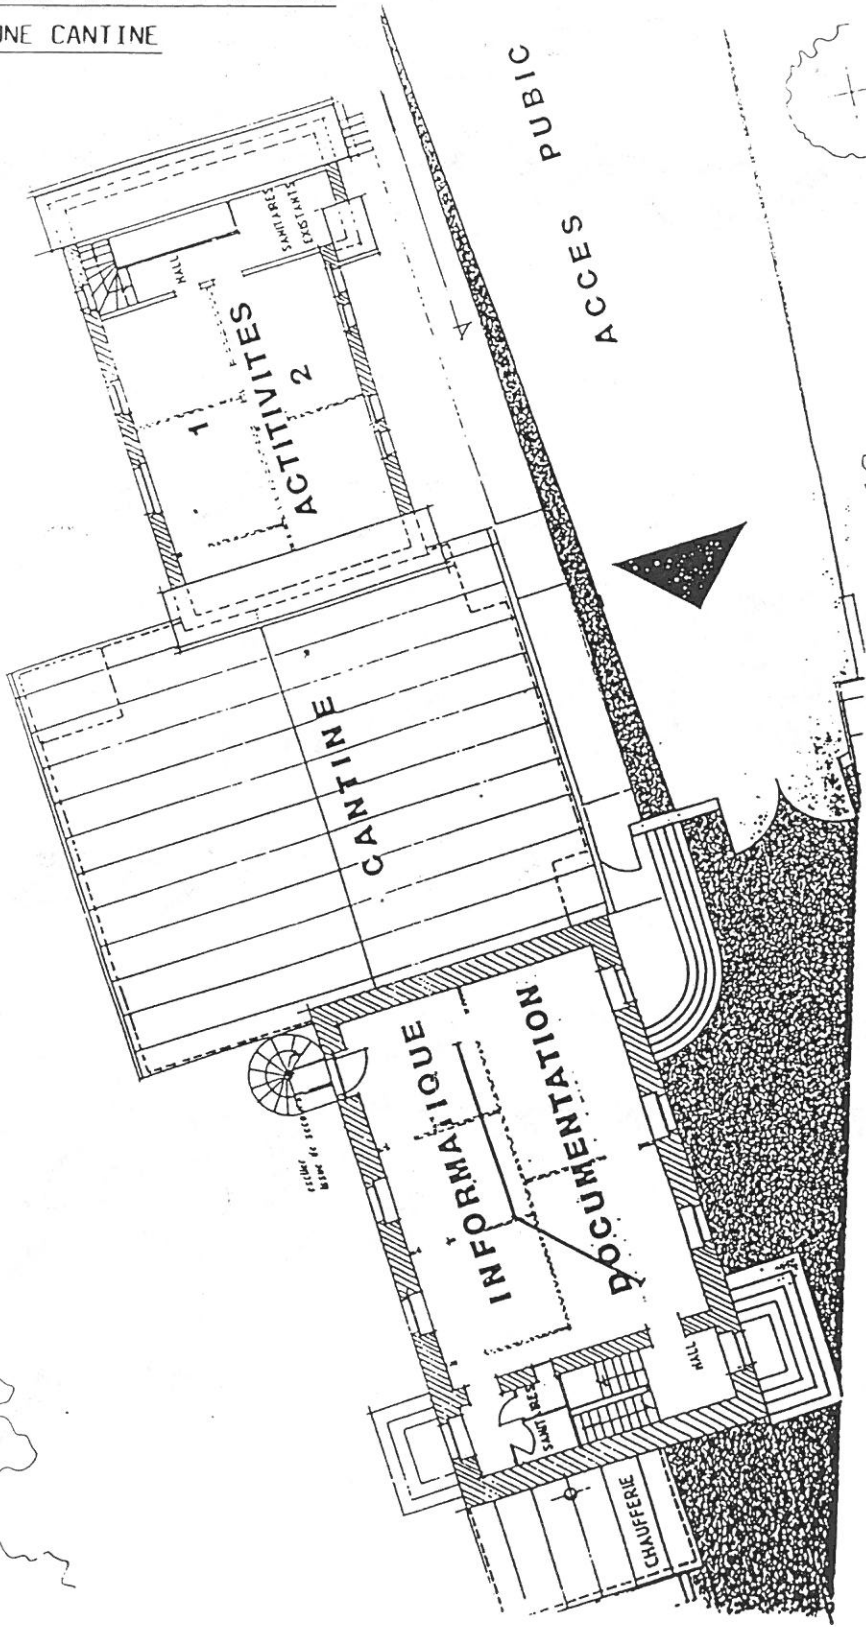 UNE CANTINE
ACCES PUBIC
SANITAIRES
EXISTANTS
HALL
ACTITIVITES
1
2
CANTINE
INFORMATIQUE
DOCUMENTATION
SANITAIRES
HALL
CHAUFFERIE